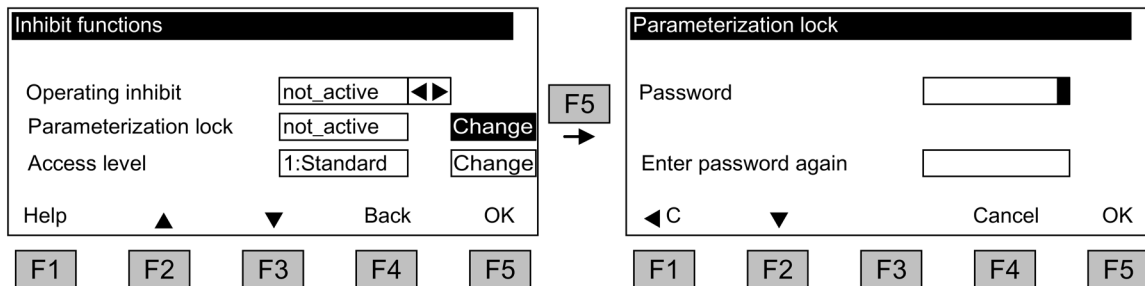 Inhibit functions
Operating inhibit not_active ◀▶
Parameterization lock not_active Change
Access level 1:Standard Change
Help ▲ ▼ Back OK
F1 F2 F3 F4 F5
F5
→
Parameterization lock
Password
Enter password again
◀ C ▼ Cancel OK
F1 F2 F3 F4 F5